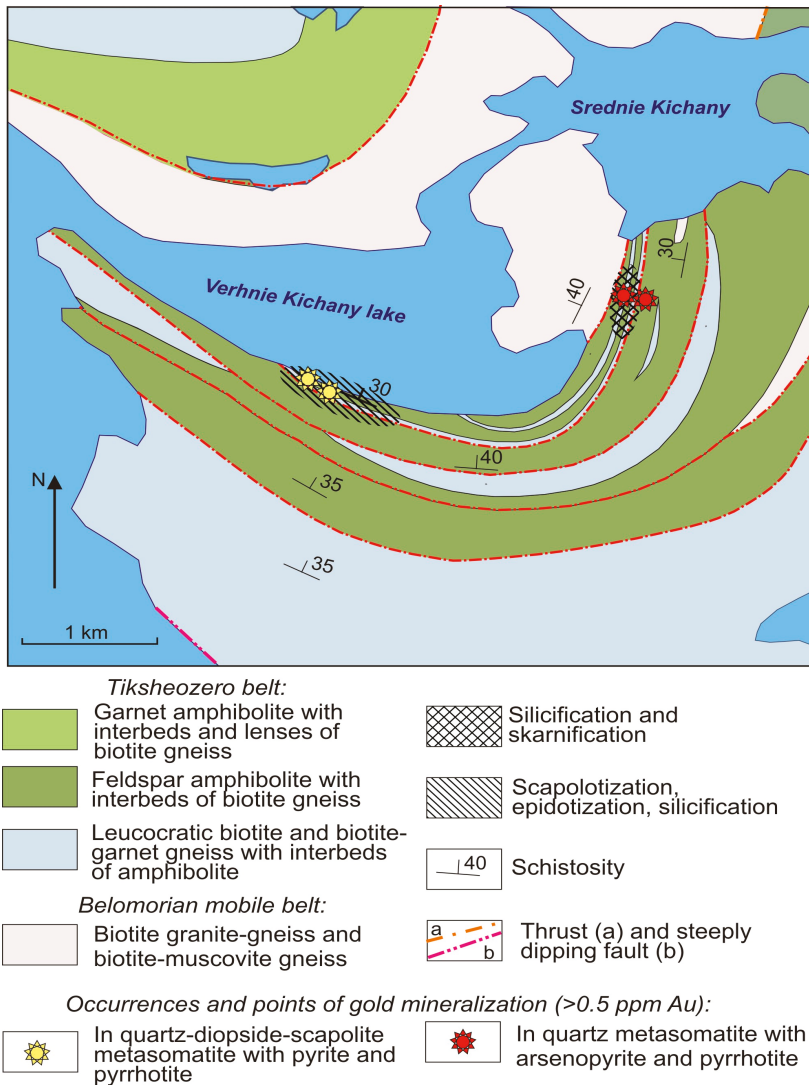 Srednie Kichany
Verhnie Kichany lake
30
40
30
40
35
35
N
1 km
Tiksheozero belt:
Garnet amphibolite with
interbeds and lenses of
biotite gneiss
Feldspar amphibolite with
interbeds of biotite gneiss
Leucocratic biotite and biotite-
garnet gneiss with interbeds
of amphibolite
Belomorian mobile belt:
Biotite granite-gneiss and
biotite-muscovite gneiss
Silicification and
skarnification
Scapolotization,
epidotization, silicification
40
Schistosity
a
b
Thrust (a) and steeply
dipping fault (b)
Occurrences and points of gold mineralization (>0.5 ppm Au):
In quartz-diopside-scapolite
metasomatite with pyrite and
pyrrhotite
In quartz metasomatite with
arsenopyrite and pyrrhotite